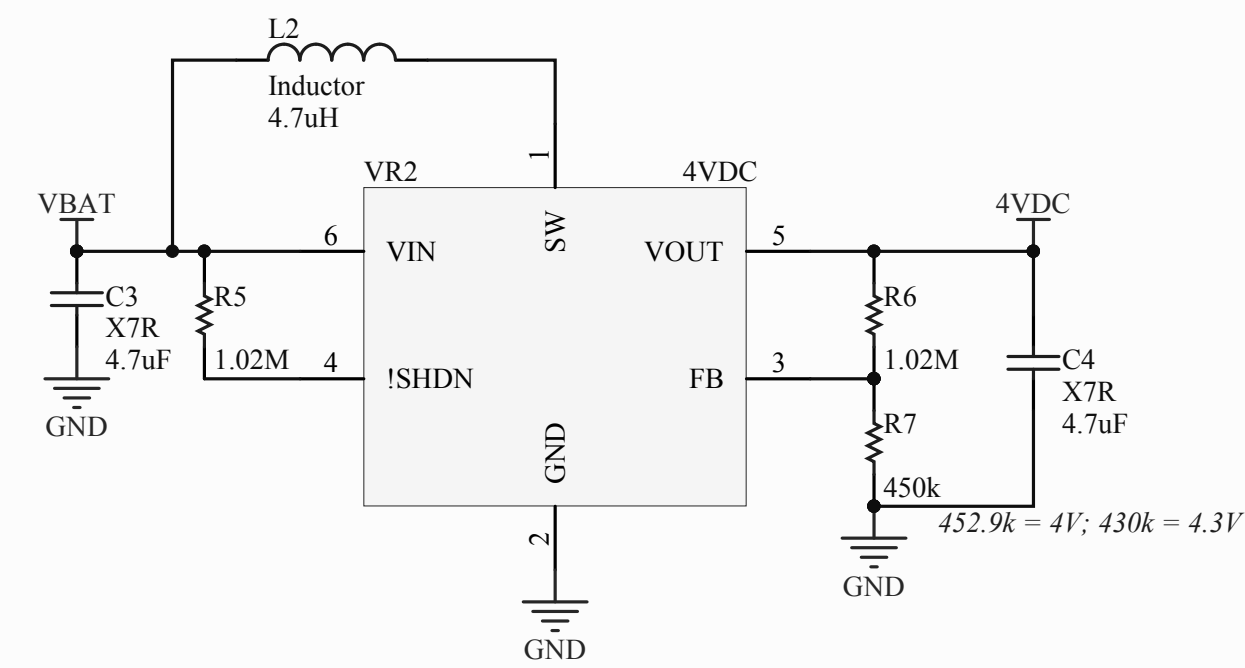 L2
Inductor
4.7uH
1
VR2
4VDC
VBAT
4VDC
6
VIN
SW
VOUT
5
C3
X7R
4.7uF
R5
1.02M
4
!SHDN
FB
3
R6
1.02M
C4
X7R
4.7uF
GND
GND
R7
450k
452.9k = 4V; 430k = 4.3V
2
GND
GND